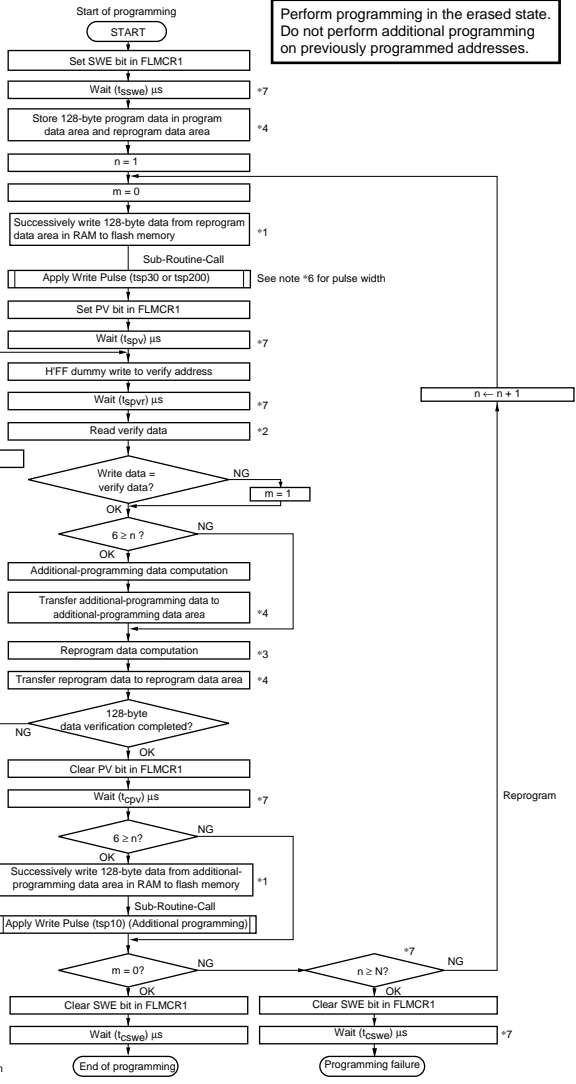 Start of programming
START
Perform programming in the erased state.
Do not perform additional programming
on previously programmed addresses.
Set SWE bit in FLMCR1
Wait (tsswe) μs
*7
Store 128-byte program data in program
data area and reprogram data area
*4
n = 1
m = 0
Successively write 128-byte data from reprogram
data area in RAM to flash memory
*1
Sub-Routine-Call
Apply Write Pulse (tsp30 or tsp200)
See note *6 for pulse width
Set PV bit in FLMCR1
Wait (tspv) μs
*7
H'FF dummy write to verify address
n ← n + 1
Wait (tspvr) μs
*7
Read verify data
*2
Write data =
verify data?
NG
m = 1
OK
6 ≥ n ?
NG
OK
Additional-programming data computation
Transfer additional-programming data to
additional-programming data area
*4
Reprogram data computation
*3
Transfer reprogram data to reprogram data area
*4
128-byte
data verification completed?
NG
OK
Clear PV bit in FLMCR1
Wait (tcpv) μs
*7
Reprogram
6 ≥ n?
NG
OK
Successively write 128-byte data from additional-
programming data area in RAM to flash memory
*1
Sub-Routine-Call
Apply Write Pulse (tsp10) (Additional programming)
m = 0?
NG
*7
n ≥ N?
NG
OK
OK
Clear SWE bit in FLMCR1
Clear SWE bit in FLMCR1
Wait (tcswe) μs
Wait (tcswe) μs
*7
End of programming
Programming failure